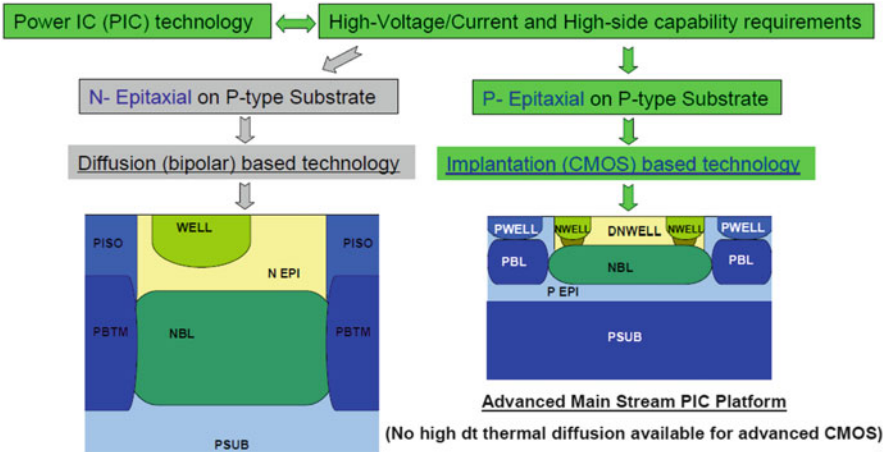 Power IC (PIC) technology
High-Voltage/Current and High-side capability requirements
N- Epitaxial on P-type Substrate
P- Epitaxial on P-type Substrate
Diffusion (bipolar) based technology
Implantation (CMOS) based technology
WELL
PISO
PISO
N EPI
PBTM
NBL
PBTM
PSUB
PWELL
NWELL
DNWELL
NWELL
PWELL
PBL
NBL
PBL
P EPI
PSUB
Advanced Main Stream PIC Platform
(No high dt thermal diffusion available for advanced CMOS)